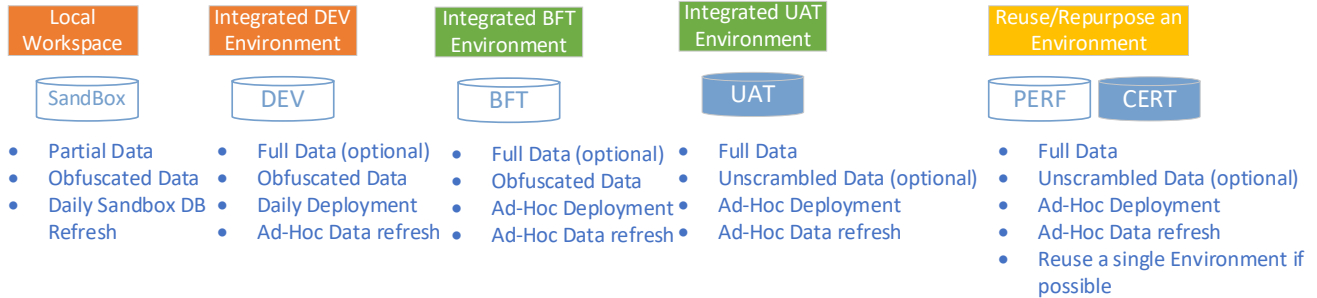 Local
Workspace
SandBox
• Partial Data
• Obfuscated Data
• Daily Sandbox DB
Refresh
Integrated DEV
Environment
DEV
• Full Data (optional)
• Obfuscated Data
• Daily Deployment
• Ad-Hoc Data refresh
Integrated BFT
Environment
BFT
• Full Data (optional)
• Obfuscated Data
• Ad-Hoc Deployment
• Ad-Hoc Data refresh
Integrated UAT
Environment
UAT
• Full Data
• Unscrambled Data (optional)
• Ad-Hoc Deployment
• Ad-Hoc Data refresh
Reuse/Repurpose an
Environment
PERF
CERT
• Full Data
• Unscrambled Data (optional)
• Ad-Hoc Deployment
• Ad-Hoc Data refresh
• Reuse a single Environment if
possible